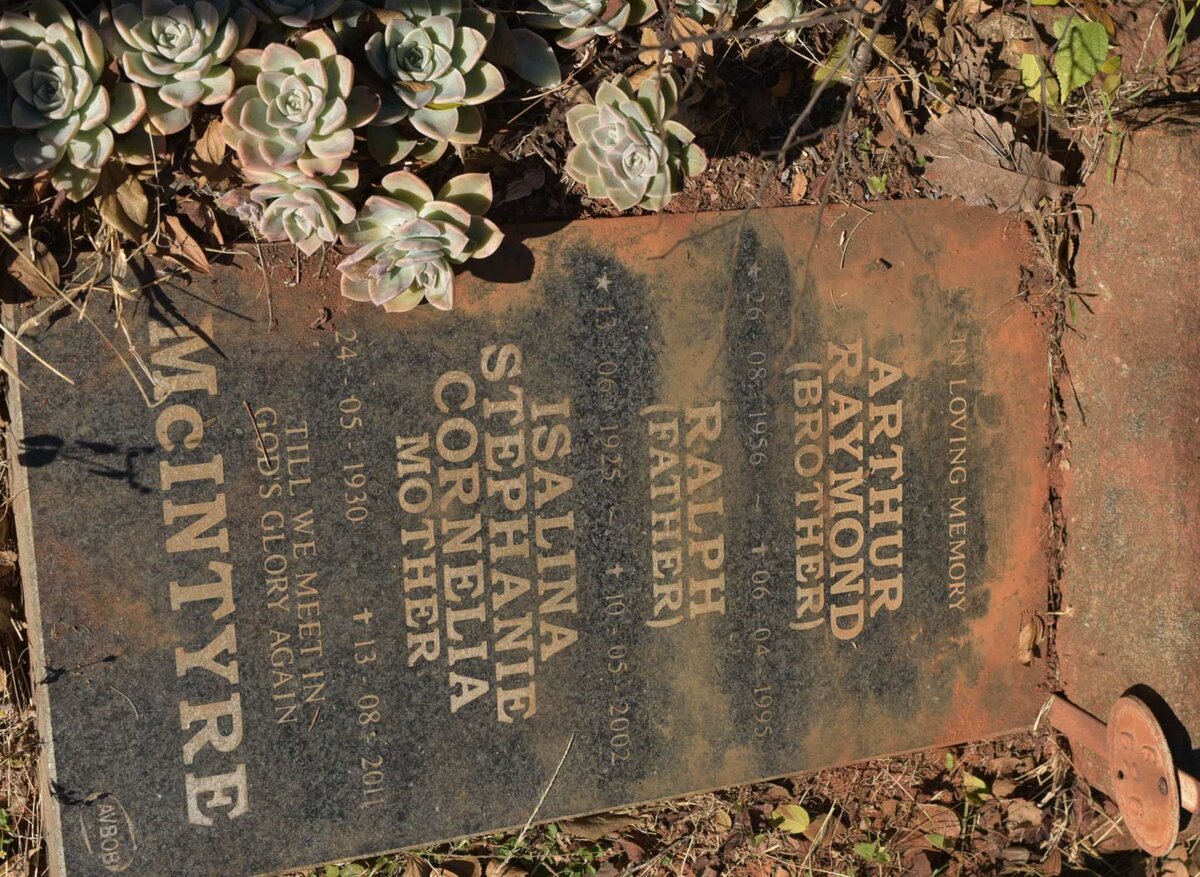 IN LOVING MEMORY
ARTHUR
RAYMOND
(BROTHER)
★ 26 - 08 - 1956 ~ ✝ 06 - 04 - 1995
RALPH
(FATHER)
★ 13 - 06 - 1925 ~ ✝ 10 - 05 - 2002
ISALINA
STEPHANIE
CORNELIA
MOTHER
24 - 05 - 1930 ✝ 13 - 08 - 2011
TILL WE MEET IN
GOD'S GLORY AGAIN
McINTYRE
AVBOB